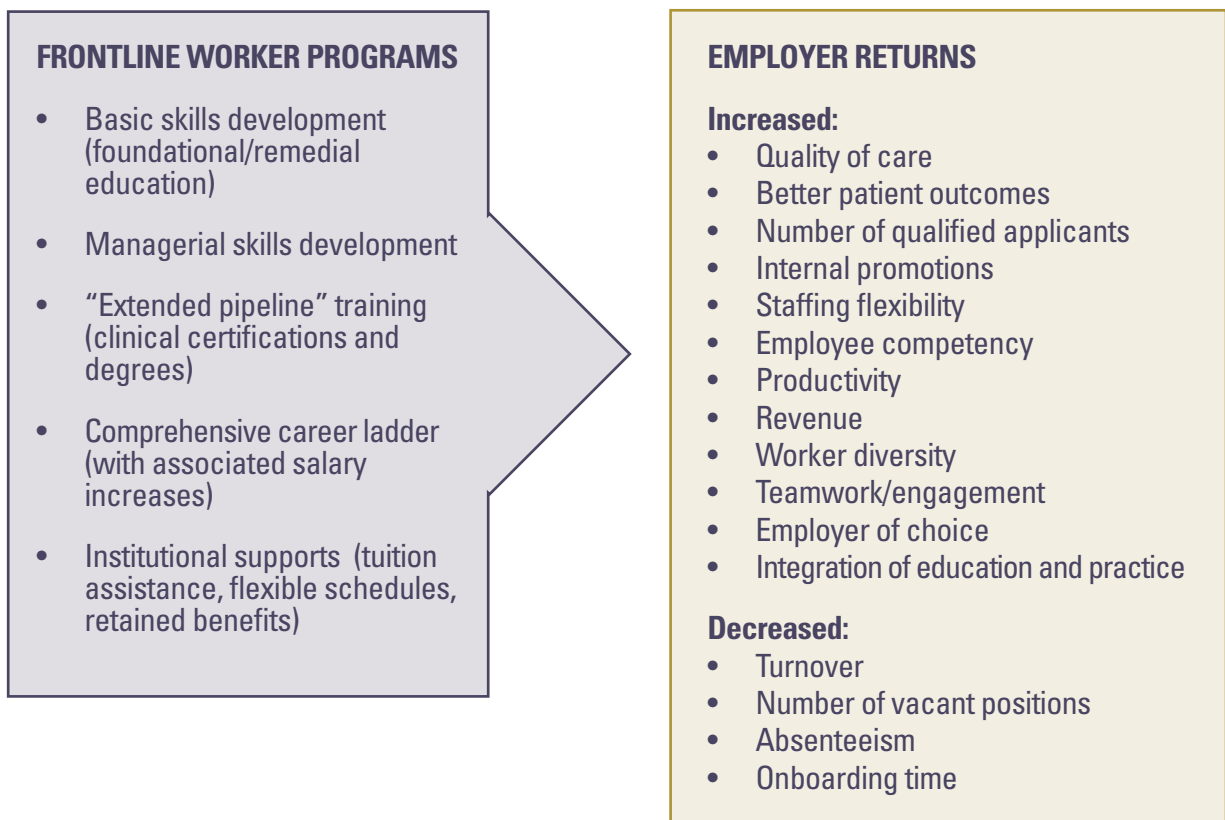 FRONTLINE WORKER PROGRAMS
• Basic skills development
(foundational/remedial
education)
• Managerial skills development
• “Extended pipeline” training
(clinical certifications and
degrees)
• Comprehensive career ladder
(with associated salary
increases)
• Institutional supports (tuition
assistance, flexible schedules,
retained benefits)
EMPLOYER RETURNS
Increased:
• Quality of care
• Better patient outcomes
• Number of qualified applicants
• Internal promotions
• Staffing flexibility
• Employee competency
• Productivity
• Revenue
• Worker diversity
• Teamwork/engagement
• Employer of choice
• Integration of education and practice
Decreased:
• Turnover
• Number of vacant positions
• Absenteeism
• Onboarding time